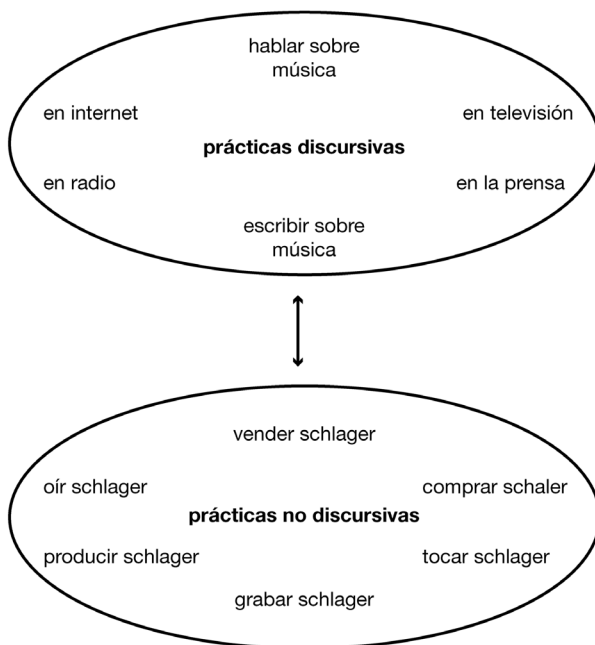 hablar sobre
música
en internet
en televisión
prácticas discursivas
en radio
en la prensa
escribir sobre
música
vender schlager
oír schlager
comprar schaler
prácticas no discursivas
producir schlager
tocar schlager
grabar schlager